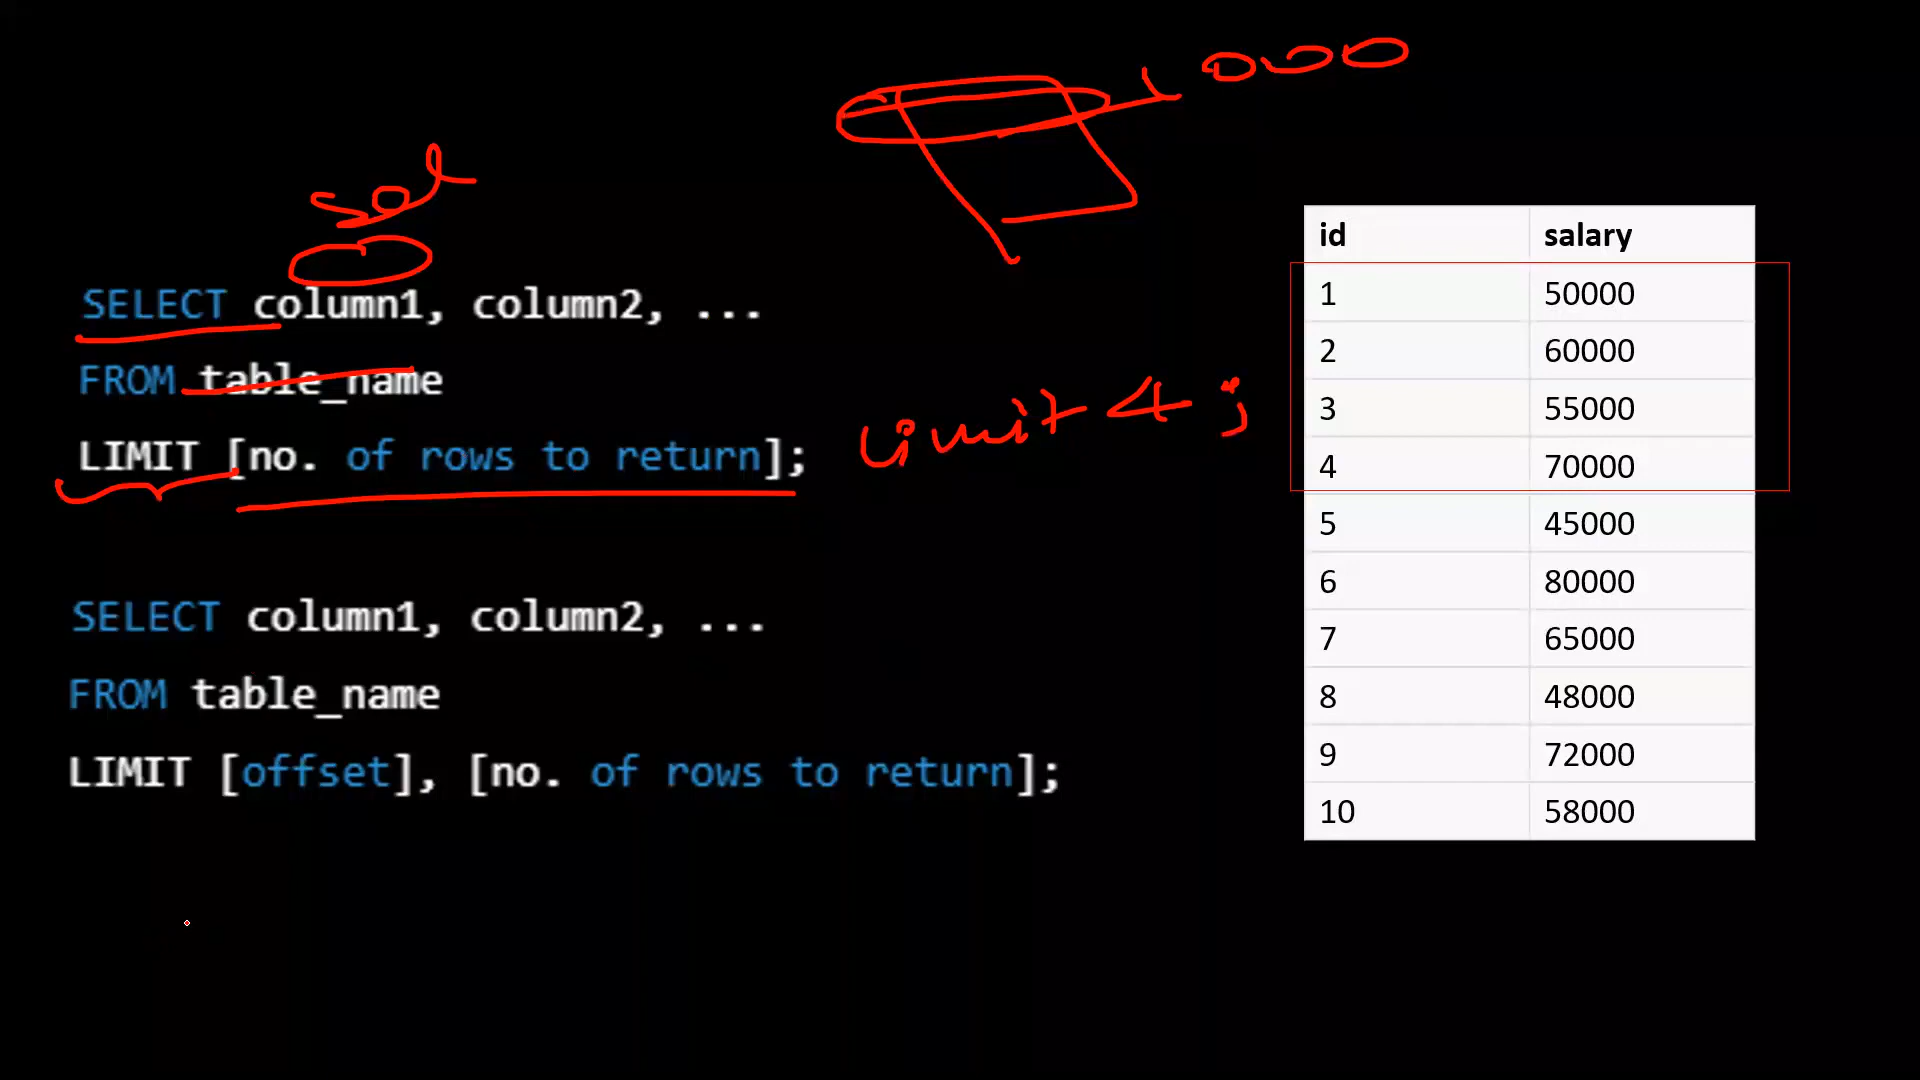 1000
sal
SELECT column1, column2, ...
FROM table_name
LIMIT [no. of rows to return];
limit 4 ;
SELECT column1, column2, ...
FROM table_name
LIMIT [offset], [no. of rows to return];
id salary
1 50000
2 60000
3 55000
4 70000
5 45000
6 80000
7 65000
8 48000
9 72000
10 58000